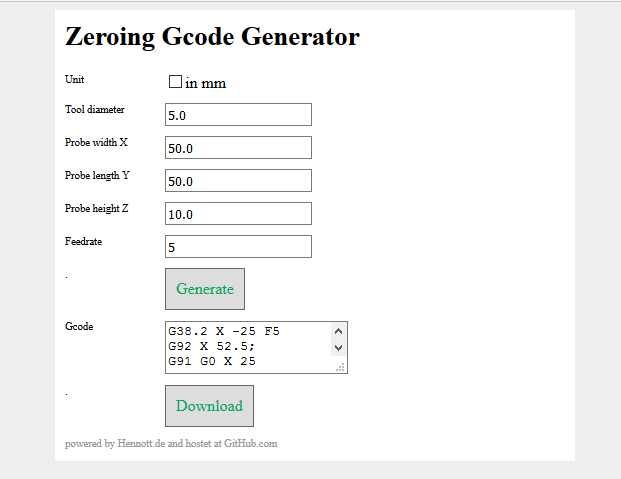 Zeroing Gcode Generator
Unit
in mm
Tool diameter
5.0
Probe width X
50.0
Probe length Y
50.0
Probe height Z
10.0
Feedrate
5
.
Generate
Gcode
G38.2 X -25 F5
G92 X 52.5;
G91 G0 X 25
.
Download
powered by Hennott.de and hostet at GitHub.com